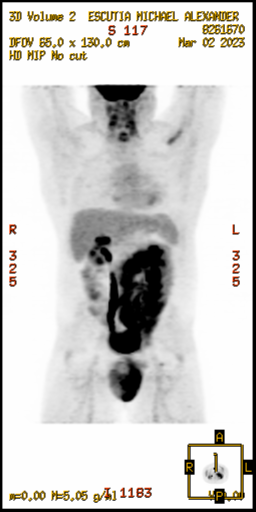 3D Volume 2 ESCUTIA MICHAEL ALEXANDER
S 117 6261670
DFOV 65.0 x 130.0 cm Mar 02 2023
HD MIP No cut
R L
325 325
A
R L
m=0.00 M=5.05 g/ml I 1183